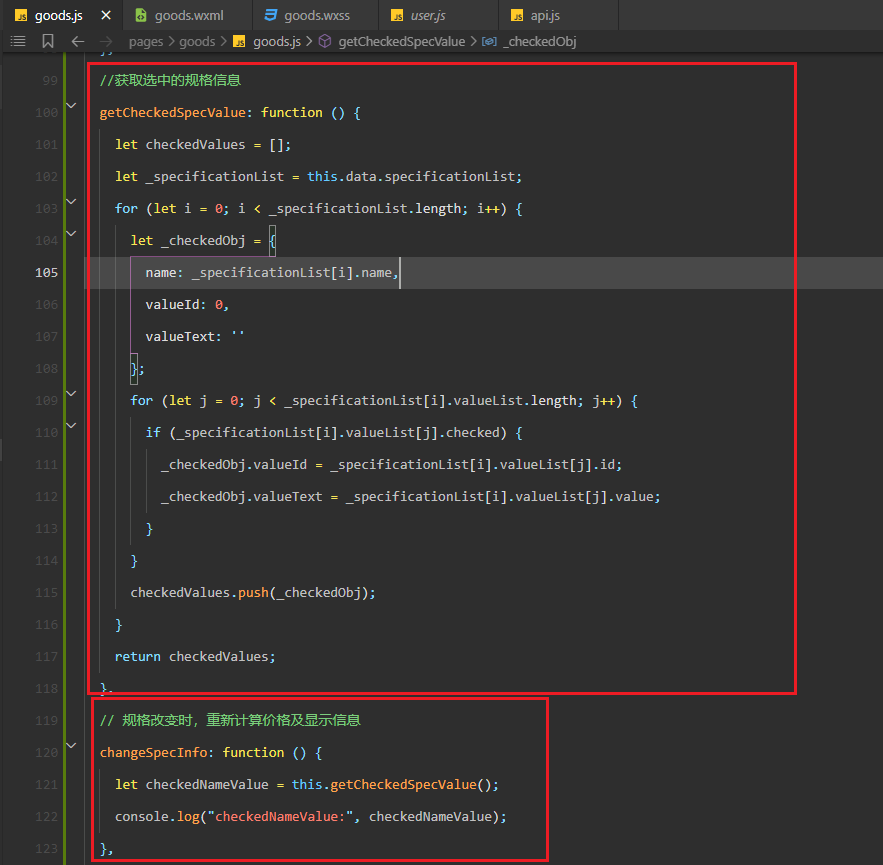 goods.js goods.wxml goods.wxss user.js api.js
pages > goods > goods.js > getCheckedSpecValue > _checkedObj
99 //获取选中的规格信息
100 getCheckedSpecValue: function () {
101 let checkedValues = [];
102 let _specificationList = this.data.specificationList;
103 for (let i = 0; i < _specificationList.length; i++) {
104 let _checkedObj = {
105 name: _specificationList[i].name,
106 valueId: 0,
107 valueText: ''
108 };
109 for (let j = 0; j < _specificationList[i].valueList.length; j++) {
110 if (_specificationList[i].valueList[j].checked) {
111 _checkedObj.valueId = _specificationList[i].valueList[j].id;
112 _checkedObj.valueText = _specificationList[i].valueList[j].value;
113 }
114 }
115 checkedValues.push(_checkedObj);
116 }
117 return checkedValues;
118 },
119 // 规格改变时，重新计算价格及显示信息
120 changeSpecInfo: function () {
121 let checkedNameValue = this.getCheckedSpecValue();
122 console.log("checkedNameValue:", checkedNameValue);
123 },